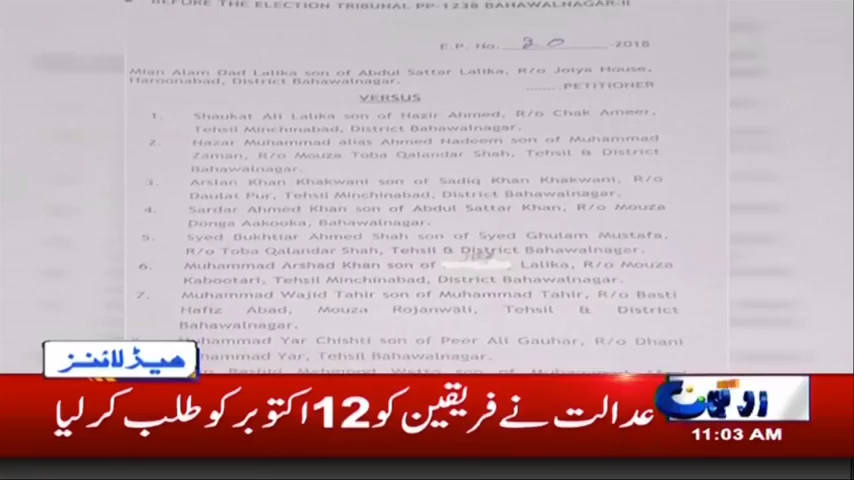 BEFORE THE ELECTION TRIBUNAL PP-1238 BAHAWALNAGAR-II
E.P. No. 20 -2018
Mian Alam Dad Lalika son of Abdul Sattar Lalika, R/o Joiya House,
Haroonabad, District Bahawalnagar.
...... PETITIONER
VERSUS
1. Shaukat Ali Lalika son of Nazir Ahmed, R/o Chak Ameer,
Tehsil Minchinabad, District Bahawalnagar.
2. Nazar Muhammad alias Ahmed Nadeem son of Muhammad
Zaman, R/o Mouza Toba Qalandar Shah, Tehsil & District
Bahawalnagar.
3. Arslan Khan Khakwani son of Sadiq Khan Khakwani, R/o
Daulat Pur, Tehsil Minchinabad, District Bahawalnagar.
4. Sardar Ahmed Khan son of Abdul Sattar Khan, R/o Mouza
Donga Aakooka, Bahawalnagar.
5. Syed Bukhtiar Ahmed Shah son of Syed Ghulam Mustafa,
R/o Toba Qalandar Shah, Tehsil & District Bahawalnagar.
6. Muhammad Arshad Khan son of Lalika, R/o Mouza
Kabootari, Tehsil Minchinabad, District Bahawalnagar.
7. Muhammad Wajid Tahir son of Muhammad Tahir, R/o Basti
Hafiz Abad, Mouza Rojanwali, Tehsil & District
Bahawalnagar.
Muhammad Yar Chishti son of Peer Ali Gauhar, R/o Dhani
Muhammad Yar, Tehsil Bahawalnagar.
ہیڈلائنز
عدالت نے فریقین کو 12 اکتوبر کو طلب کر لیا
11:03 AM